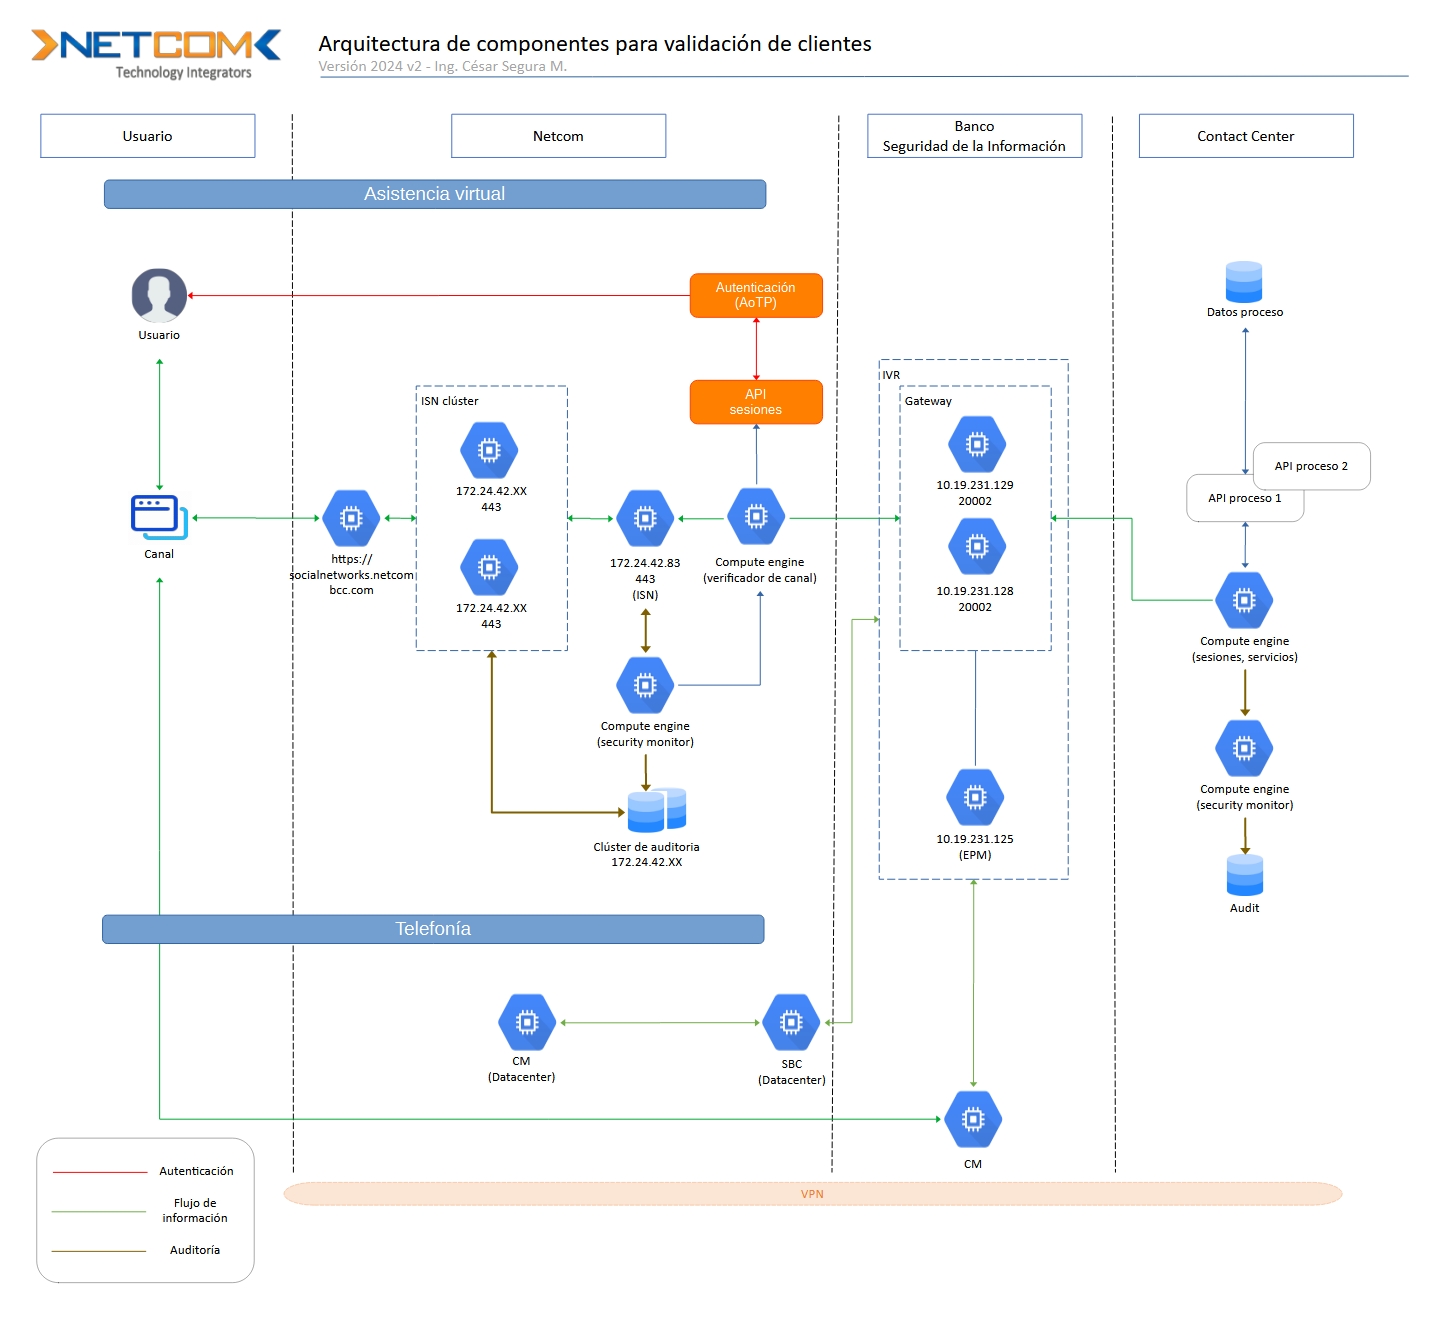 NETCOM
Technology Integrators
Arquitectura de componentes para validación de clientes
Versión 2024 v2 - Ing. César Segura M.
Usuario
Netcom
Banco
Seguridad de la Información
Contact Center
Asistencia virtual
Usuario
Autenticación
(AoTP)
API
sesiones
Datos proceso
IVR
ISN clúster
Gateway
172.24.42.XX
443
172.24.42.XX
443
10.19.231.129
20002
10.19.231.128
20002
API proceso 2
API proceso 1
Canal
https://
socialnetworks.netcom
bcc.com
172.24.42.83
443
(ISN)
Compute engine
(verificador de canal)
Compute engine
(sesiones, servicios)
Compute engine
(security monitor)
Compute engine
(security monitor)
Clúster de auditoria
172.24.42.XX
10.19.231.125
(EPM)
Audit
Telefonía
CM
(Datacenter)
SBC
(Datacenter)
CM
VPN
Autenticación
Flujo de
información
Auditoría